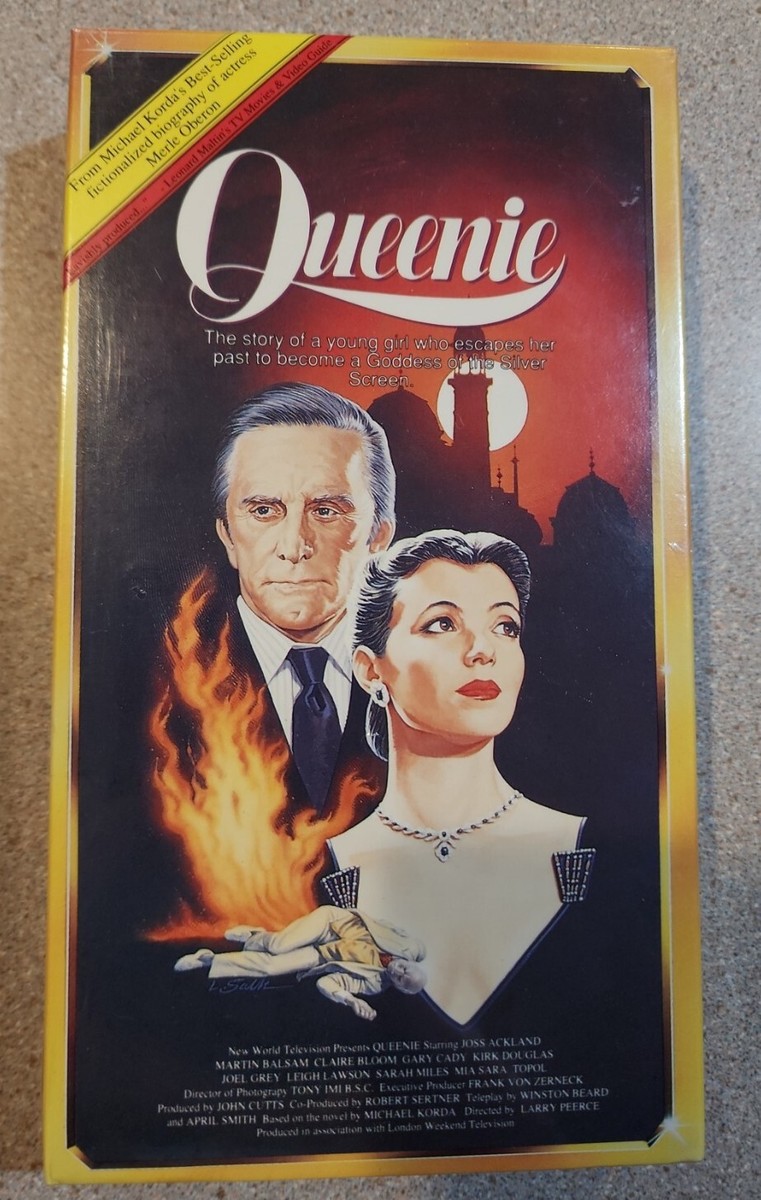 From Michael Korda's Best-Selling
fictionalized biography of actress
Merle Oberon
Lavishly produced..." -Leonard Maltin's TV Movies & Video Guide
Queenie
The story of a young girl who escapes her
past to become a Goddess of the Silver
Screen.
New World Television Presents QUEENIE Starring JOSS ACKLAND
MARTIN BALSAM CLAIRE BLOOM GARY CADY KIRK DOUGLAS
JOEL GREY LEIGH LAWSON SARAH MILES MIA SARA TOPOL
Director of Photograpy TONY IMI B.S.C. Executive Producer FRANK VON ZERNECK
Produced by JOHN CUTTS Co-Produced by ROBERT SERTNER Teleplay by WINSTON BEARD
and APRIL SMITH Based on the novel by MICHAEL KORDA Directed by LARRY PEERCE
Produced in association with London Weekend Television